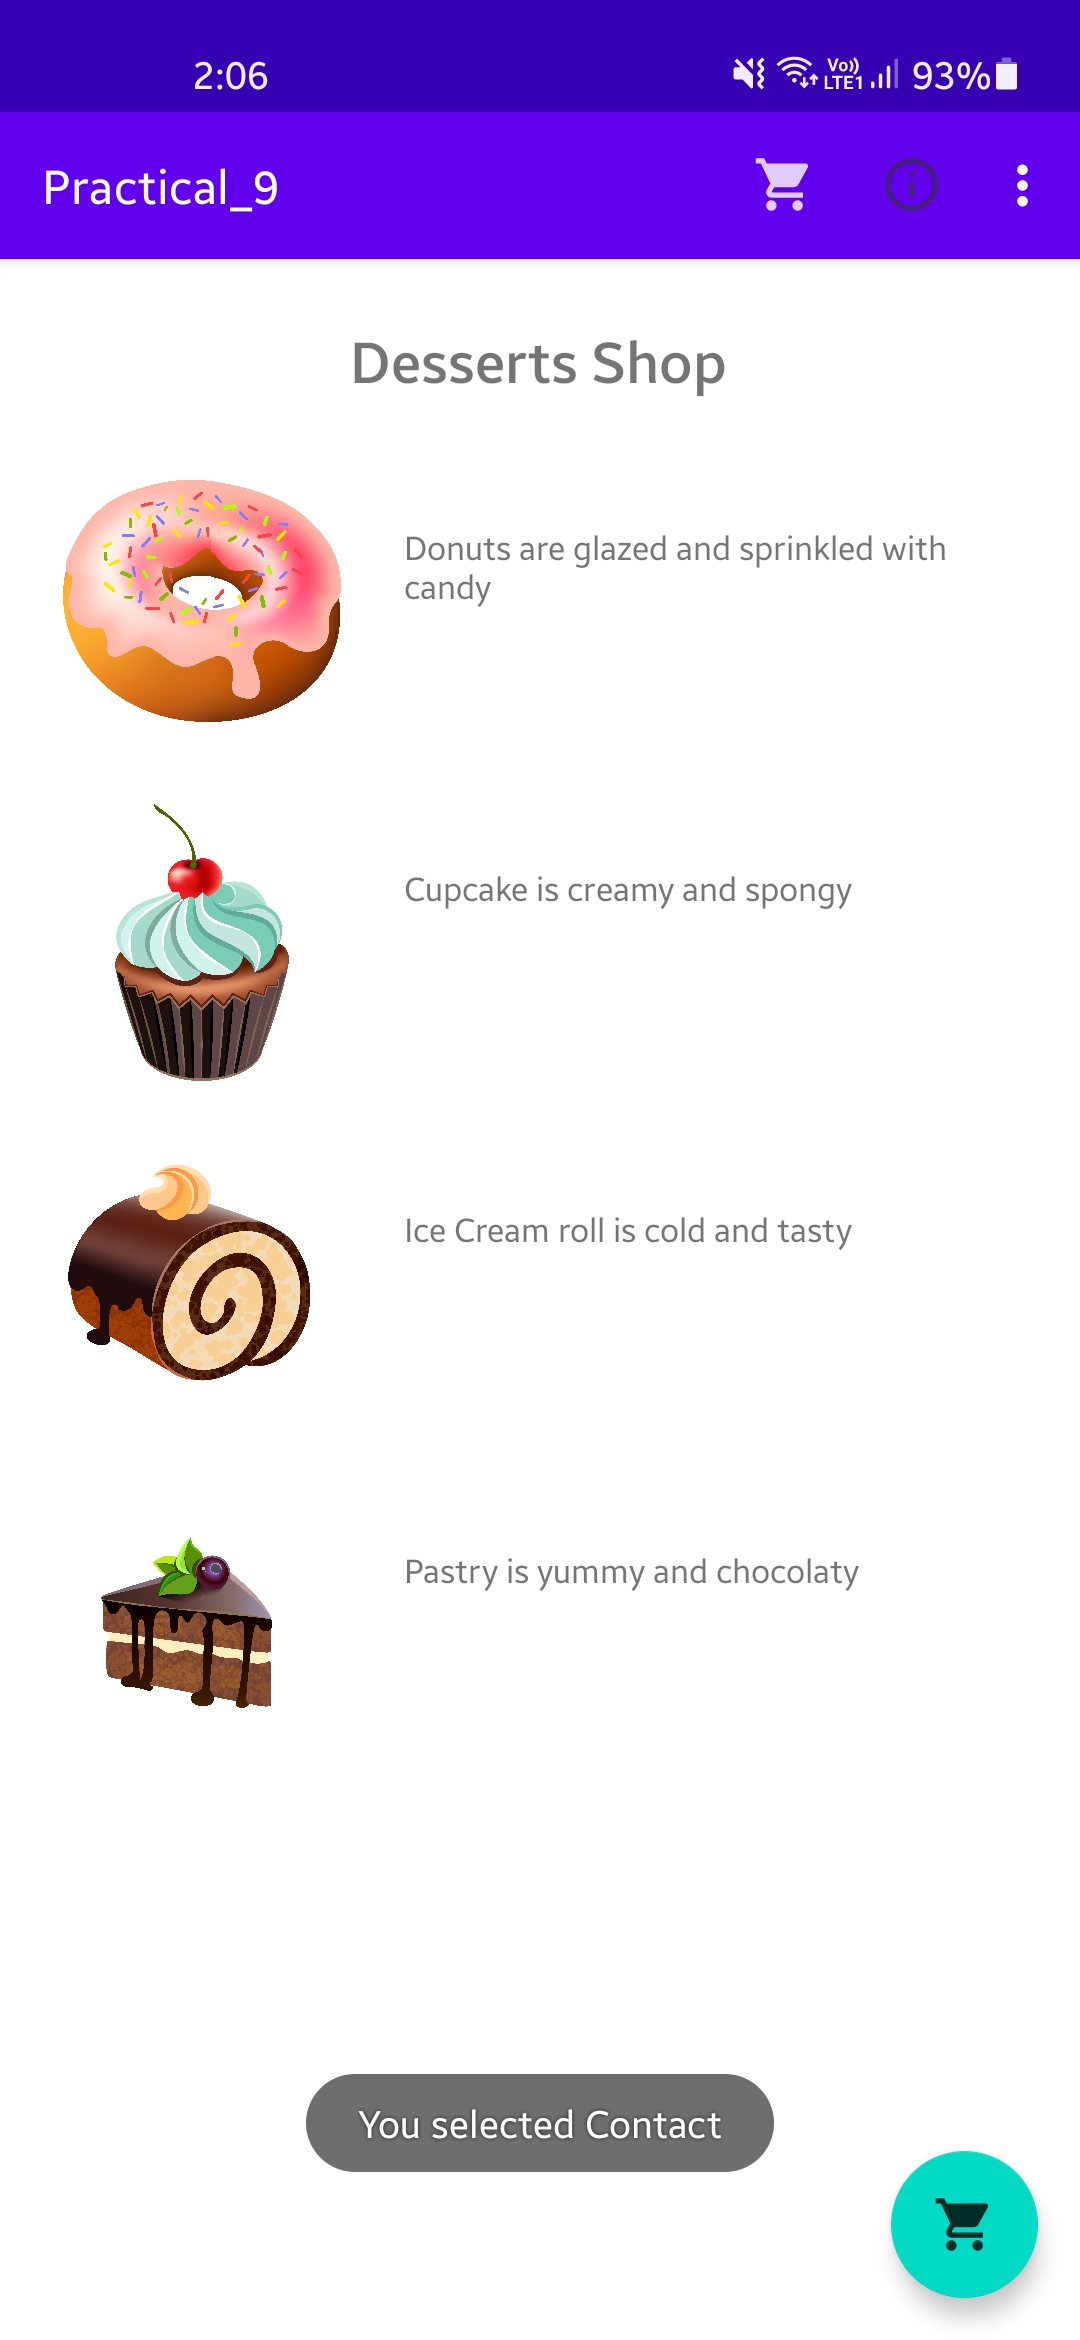 2:06
Vo)) LTE1 93%
Practical_9
Desserts Shop
Donuts are glazed and sprinkled with
candy
Cupcake is creamy and spongy
Ice Cream roll is cold and tasty
Pastry is yummy and chocolaty
You selected Contact